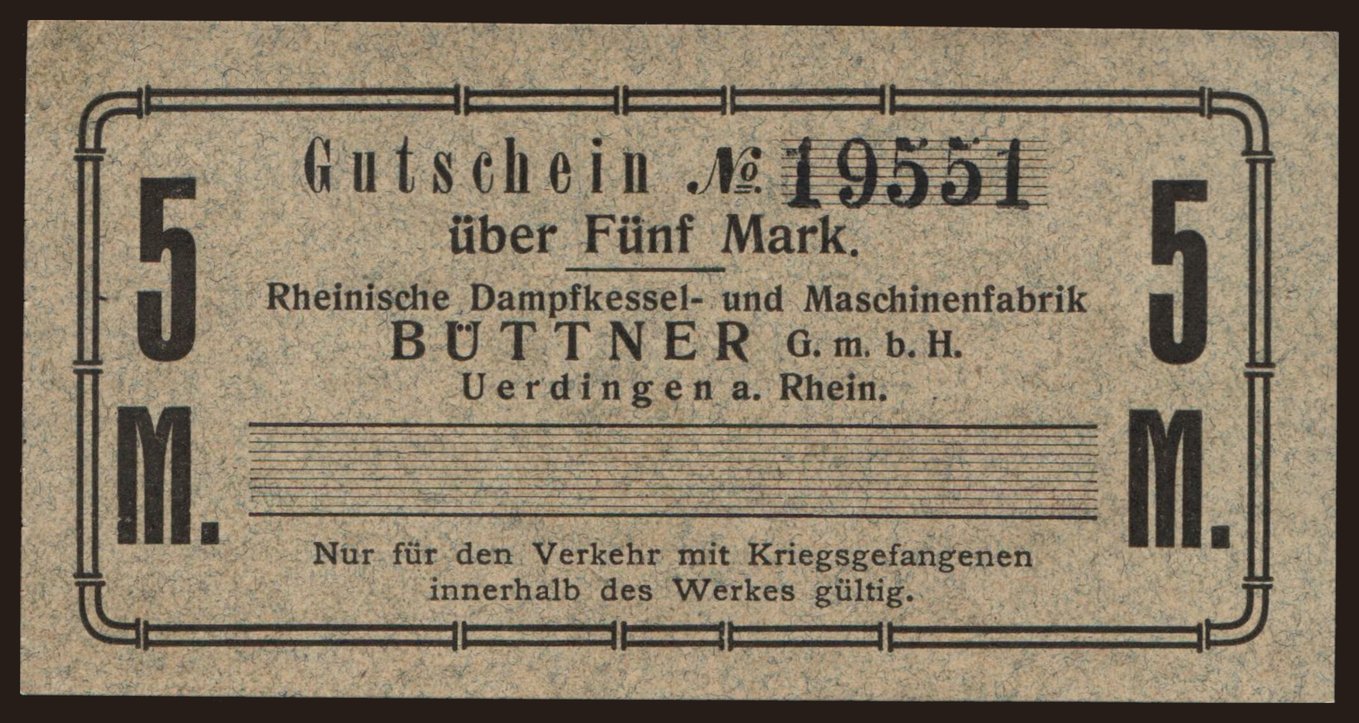 Gutschein № 19551
über Fünf Mark.
5 M.
Rheinische Dampfkessel- und Maschinenfabrik
BÜTTNER G. m. b. H.
Uerdingen a. Rhein.
5 M.
Nur für den Verkehr mit Kriegsgefangenen
innerhalb des Werkes gültig.